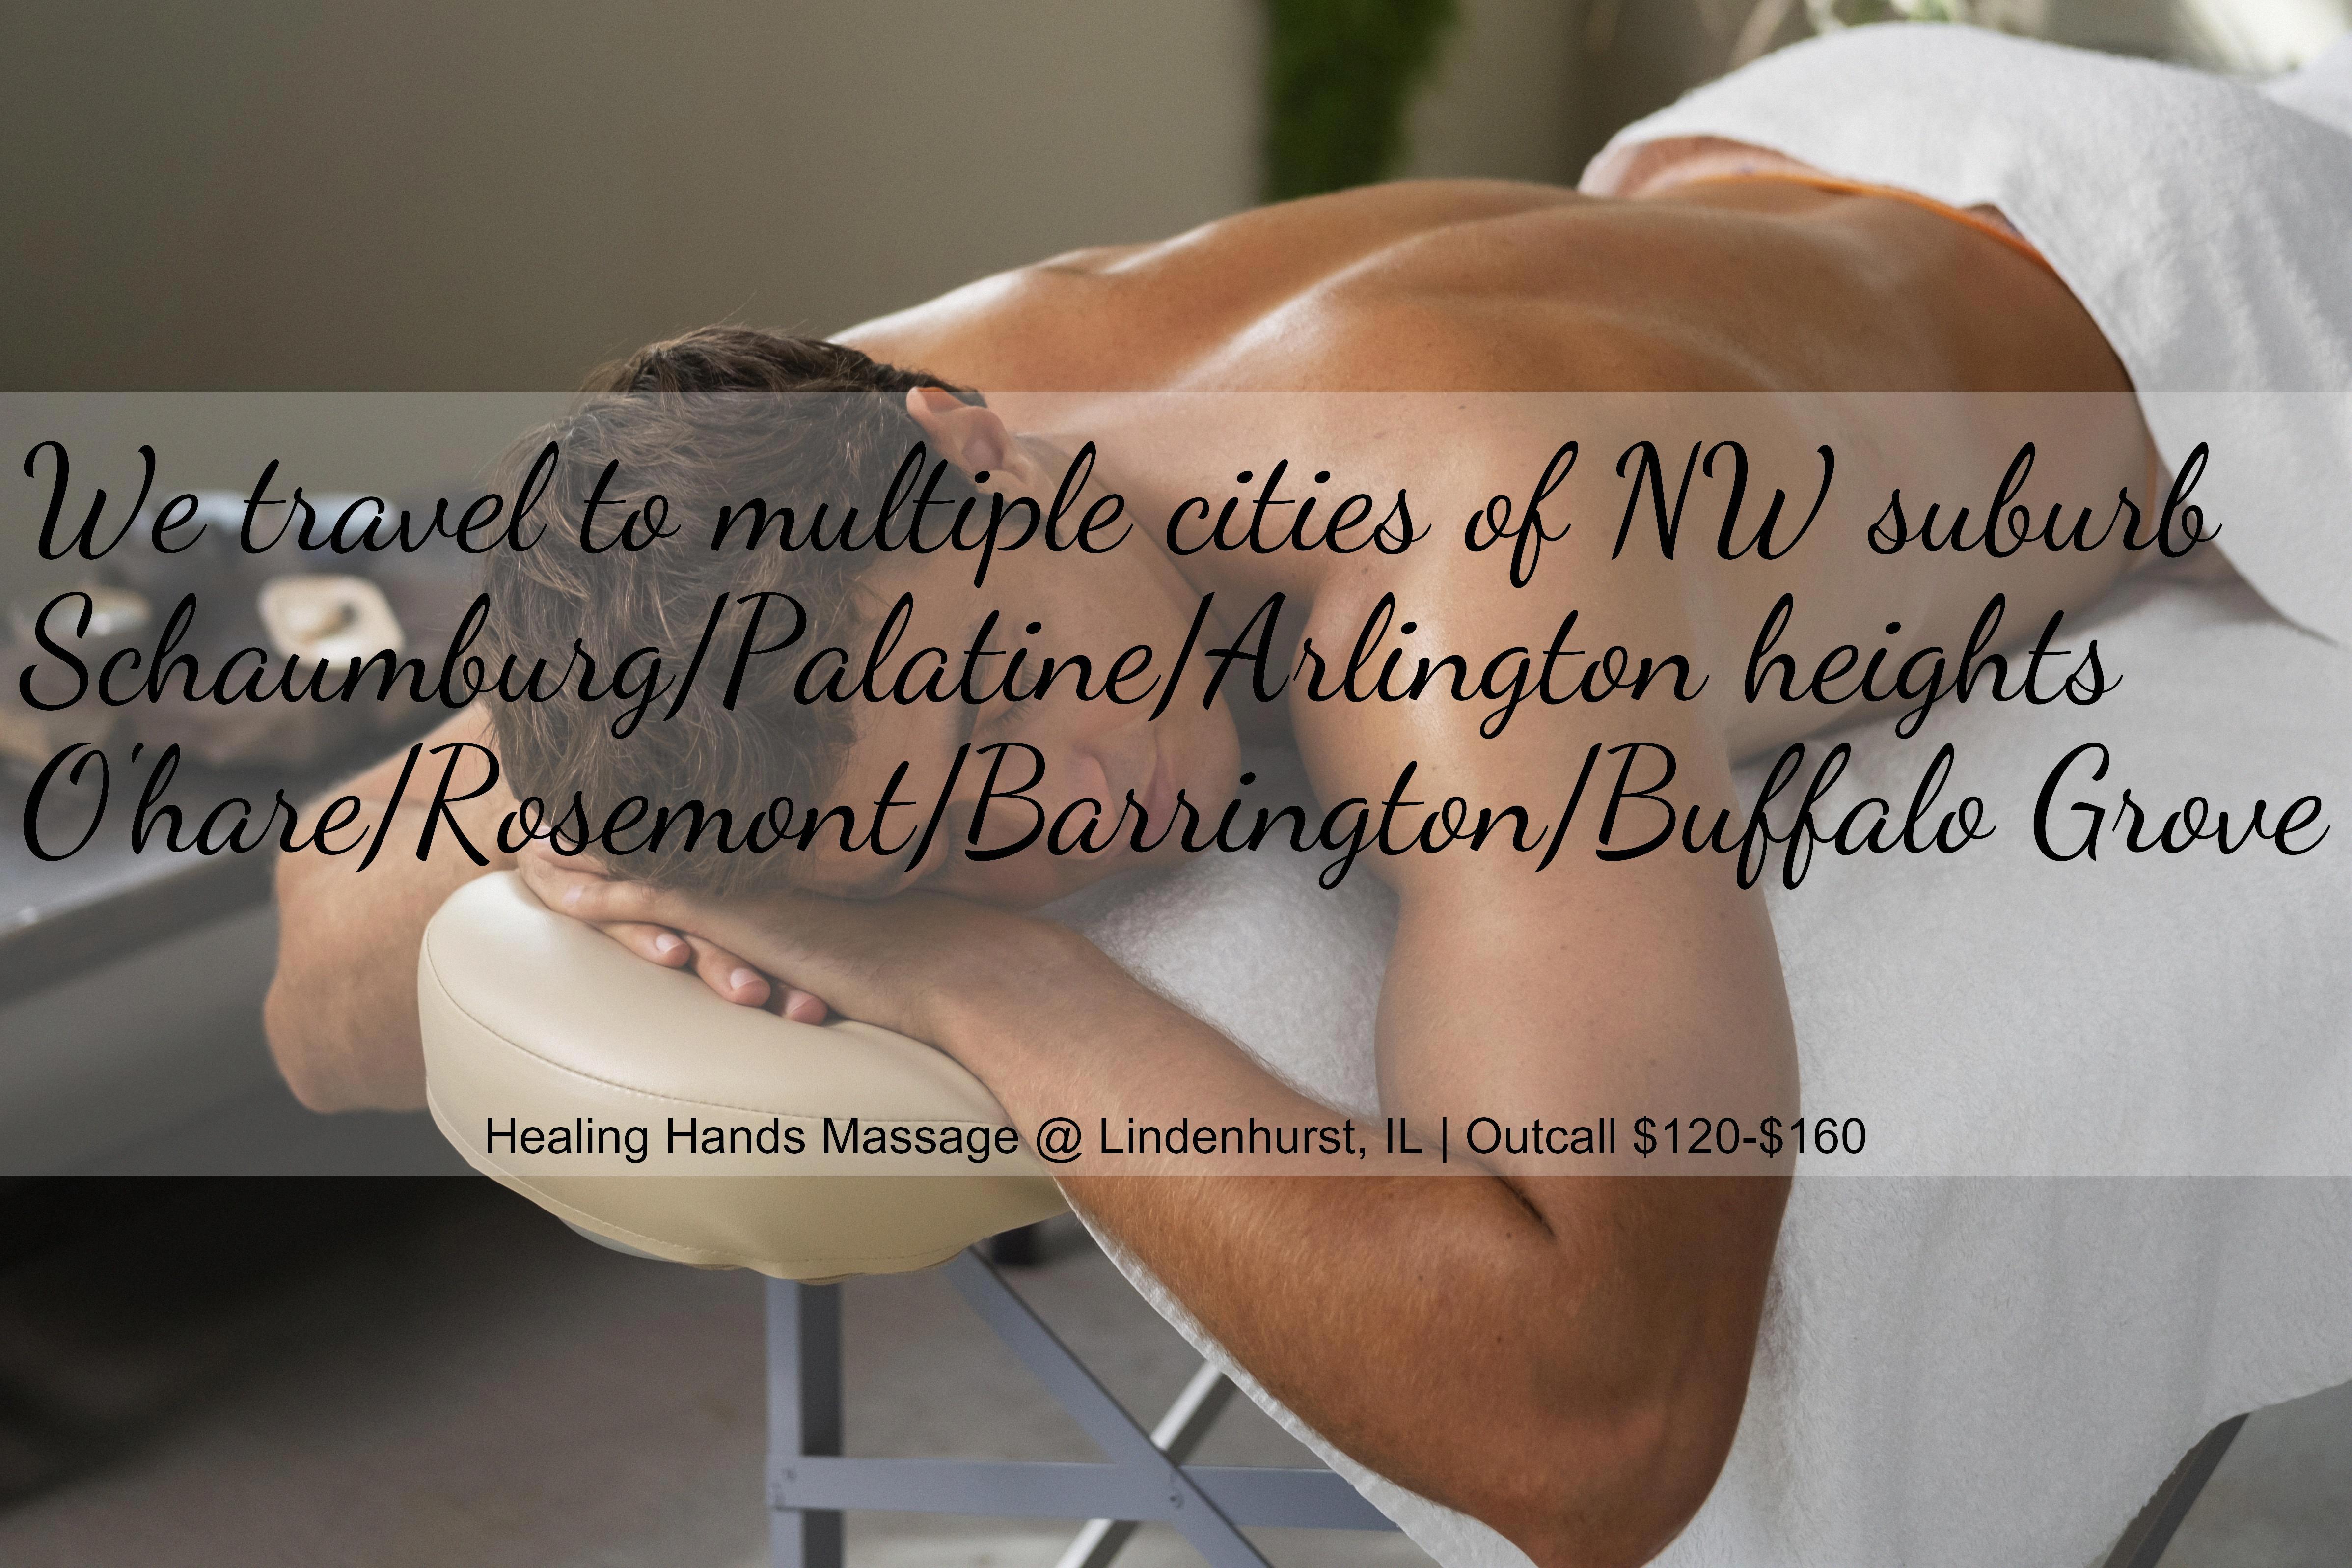 We travel to multiple cities of NW suburb
Schaumburg/Palatine/Arlington heights
O'hare/Rosemont/Barrington/Buffalo Grove
Healing Hands Massage @ Lindenhurst, IL | Outcall $120-$160